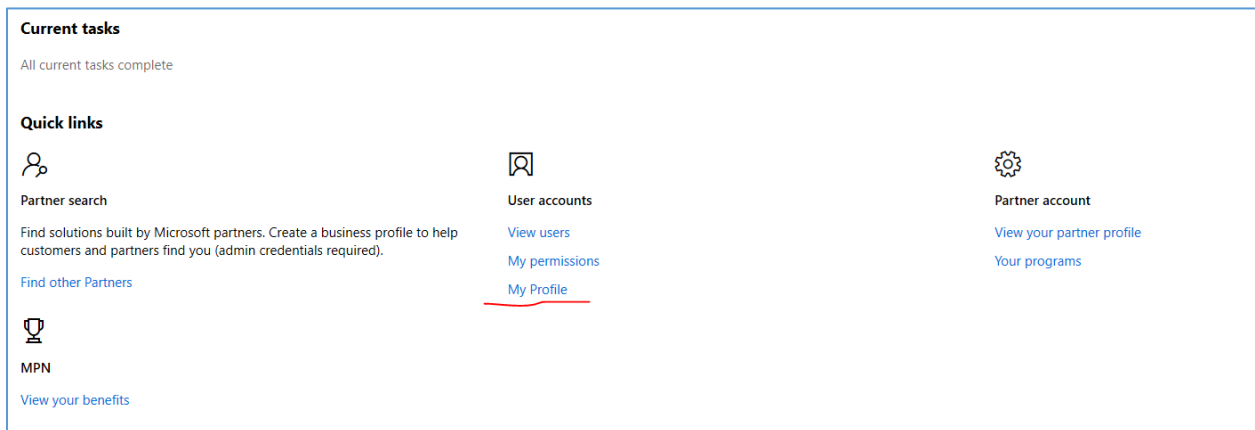 Current tasks
All current tasks complete
Quick links
Partner search
Find solutions built by Microsoft partners. Create a business profile to help
customers and partners find you (admin credentials required).
Find other Partners
User accounts
View users
My permissions
My Profile
Partner account
View your partner profile
Your programs
MPN
View your benefits